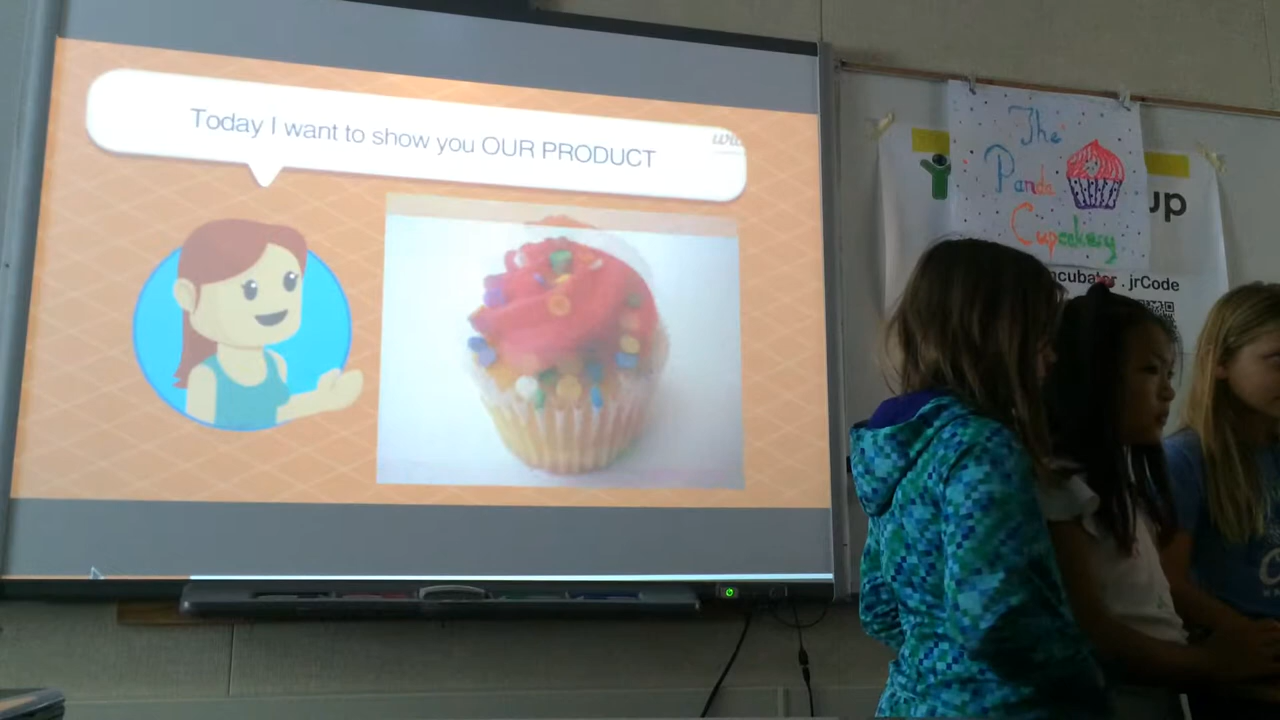 Today I want to show you OUR PRODUCT
The
Panda
Cupcakery
up
ncubator . jrCode